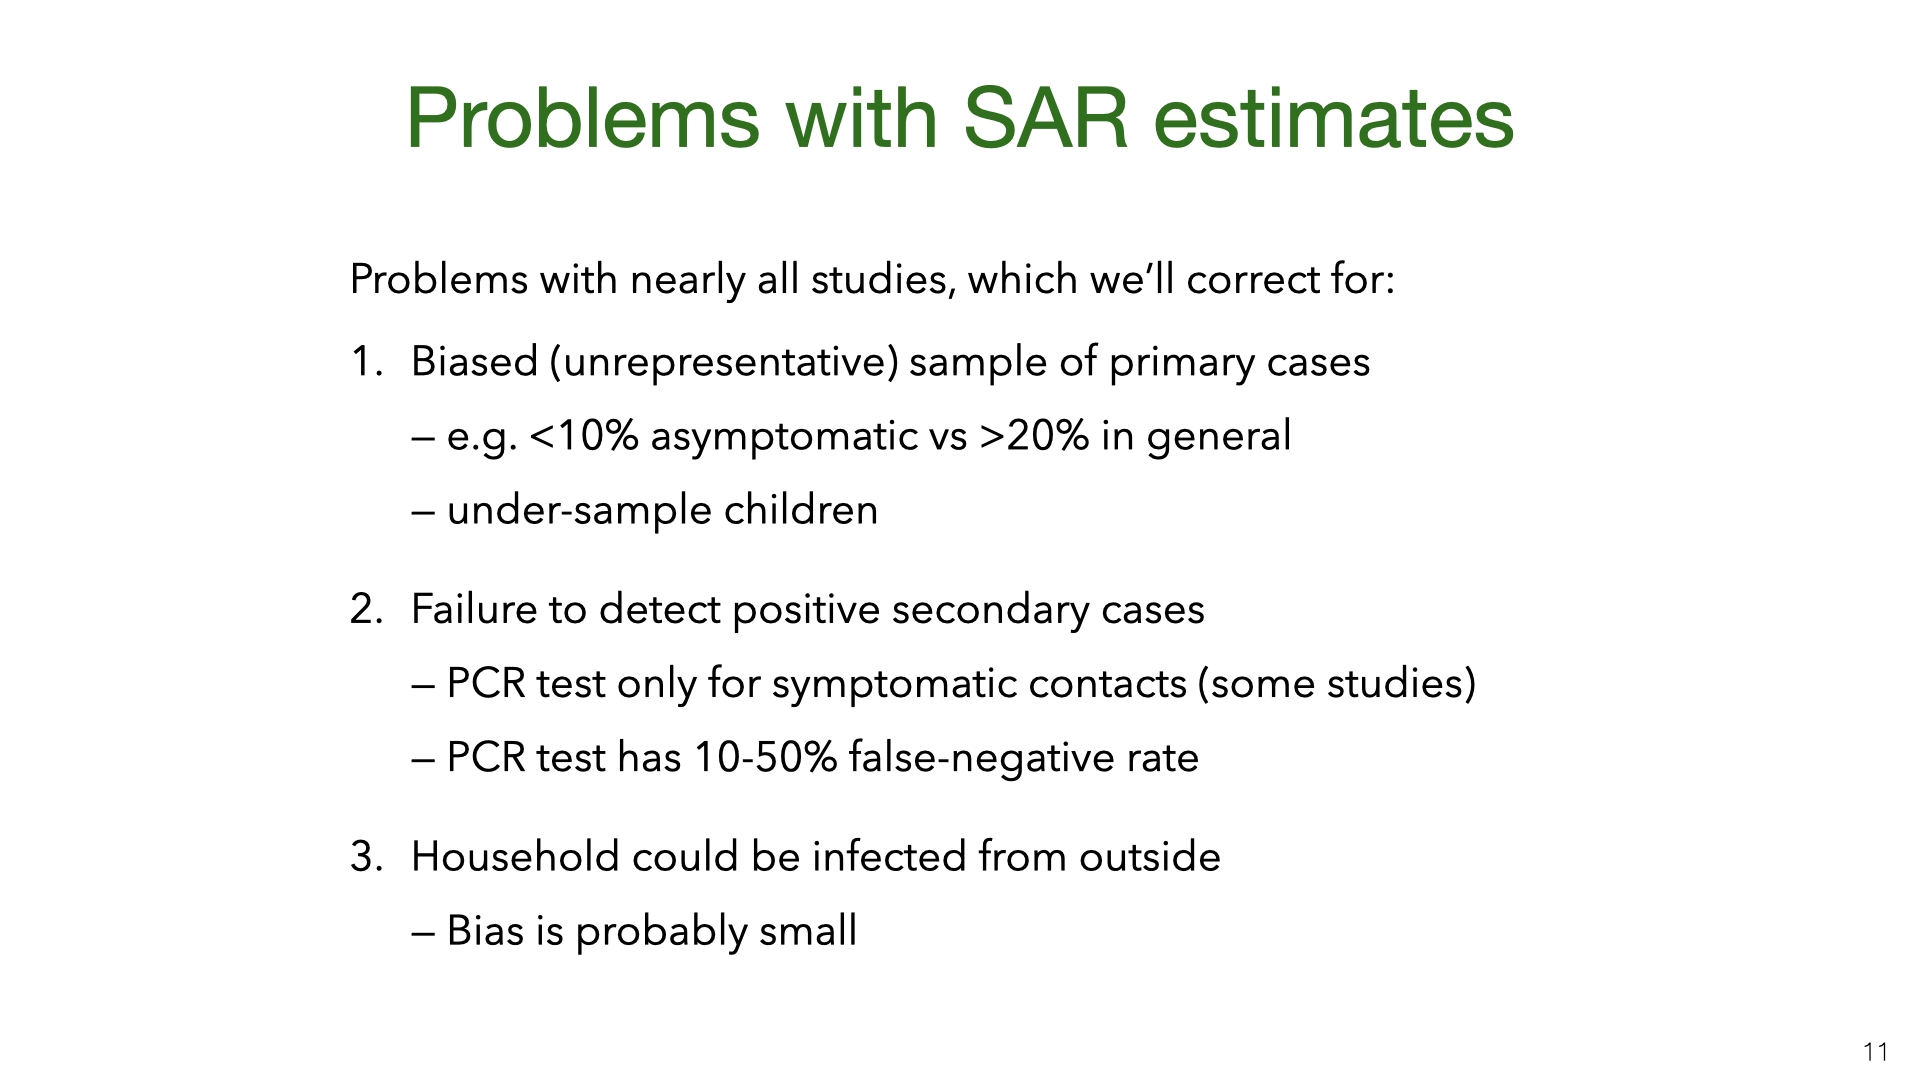 Problems with SAR estimates
Problems with nearly all studies, which we’ll correct for:
1. Biased (unrepresentative) sample of primary cases
– e.g. <10% asymptomatic vs >20% in general
– under-sample children
2. Failure to detect positive secondary cases
– PCR test only for symptomatic contacts (some studies)
– PCR test has 10-50% false-negative rate
3. Household could be infected from outside
– Bias is probably small
11